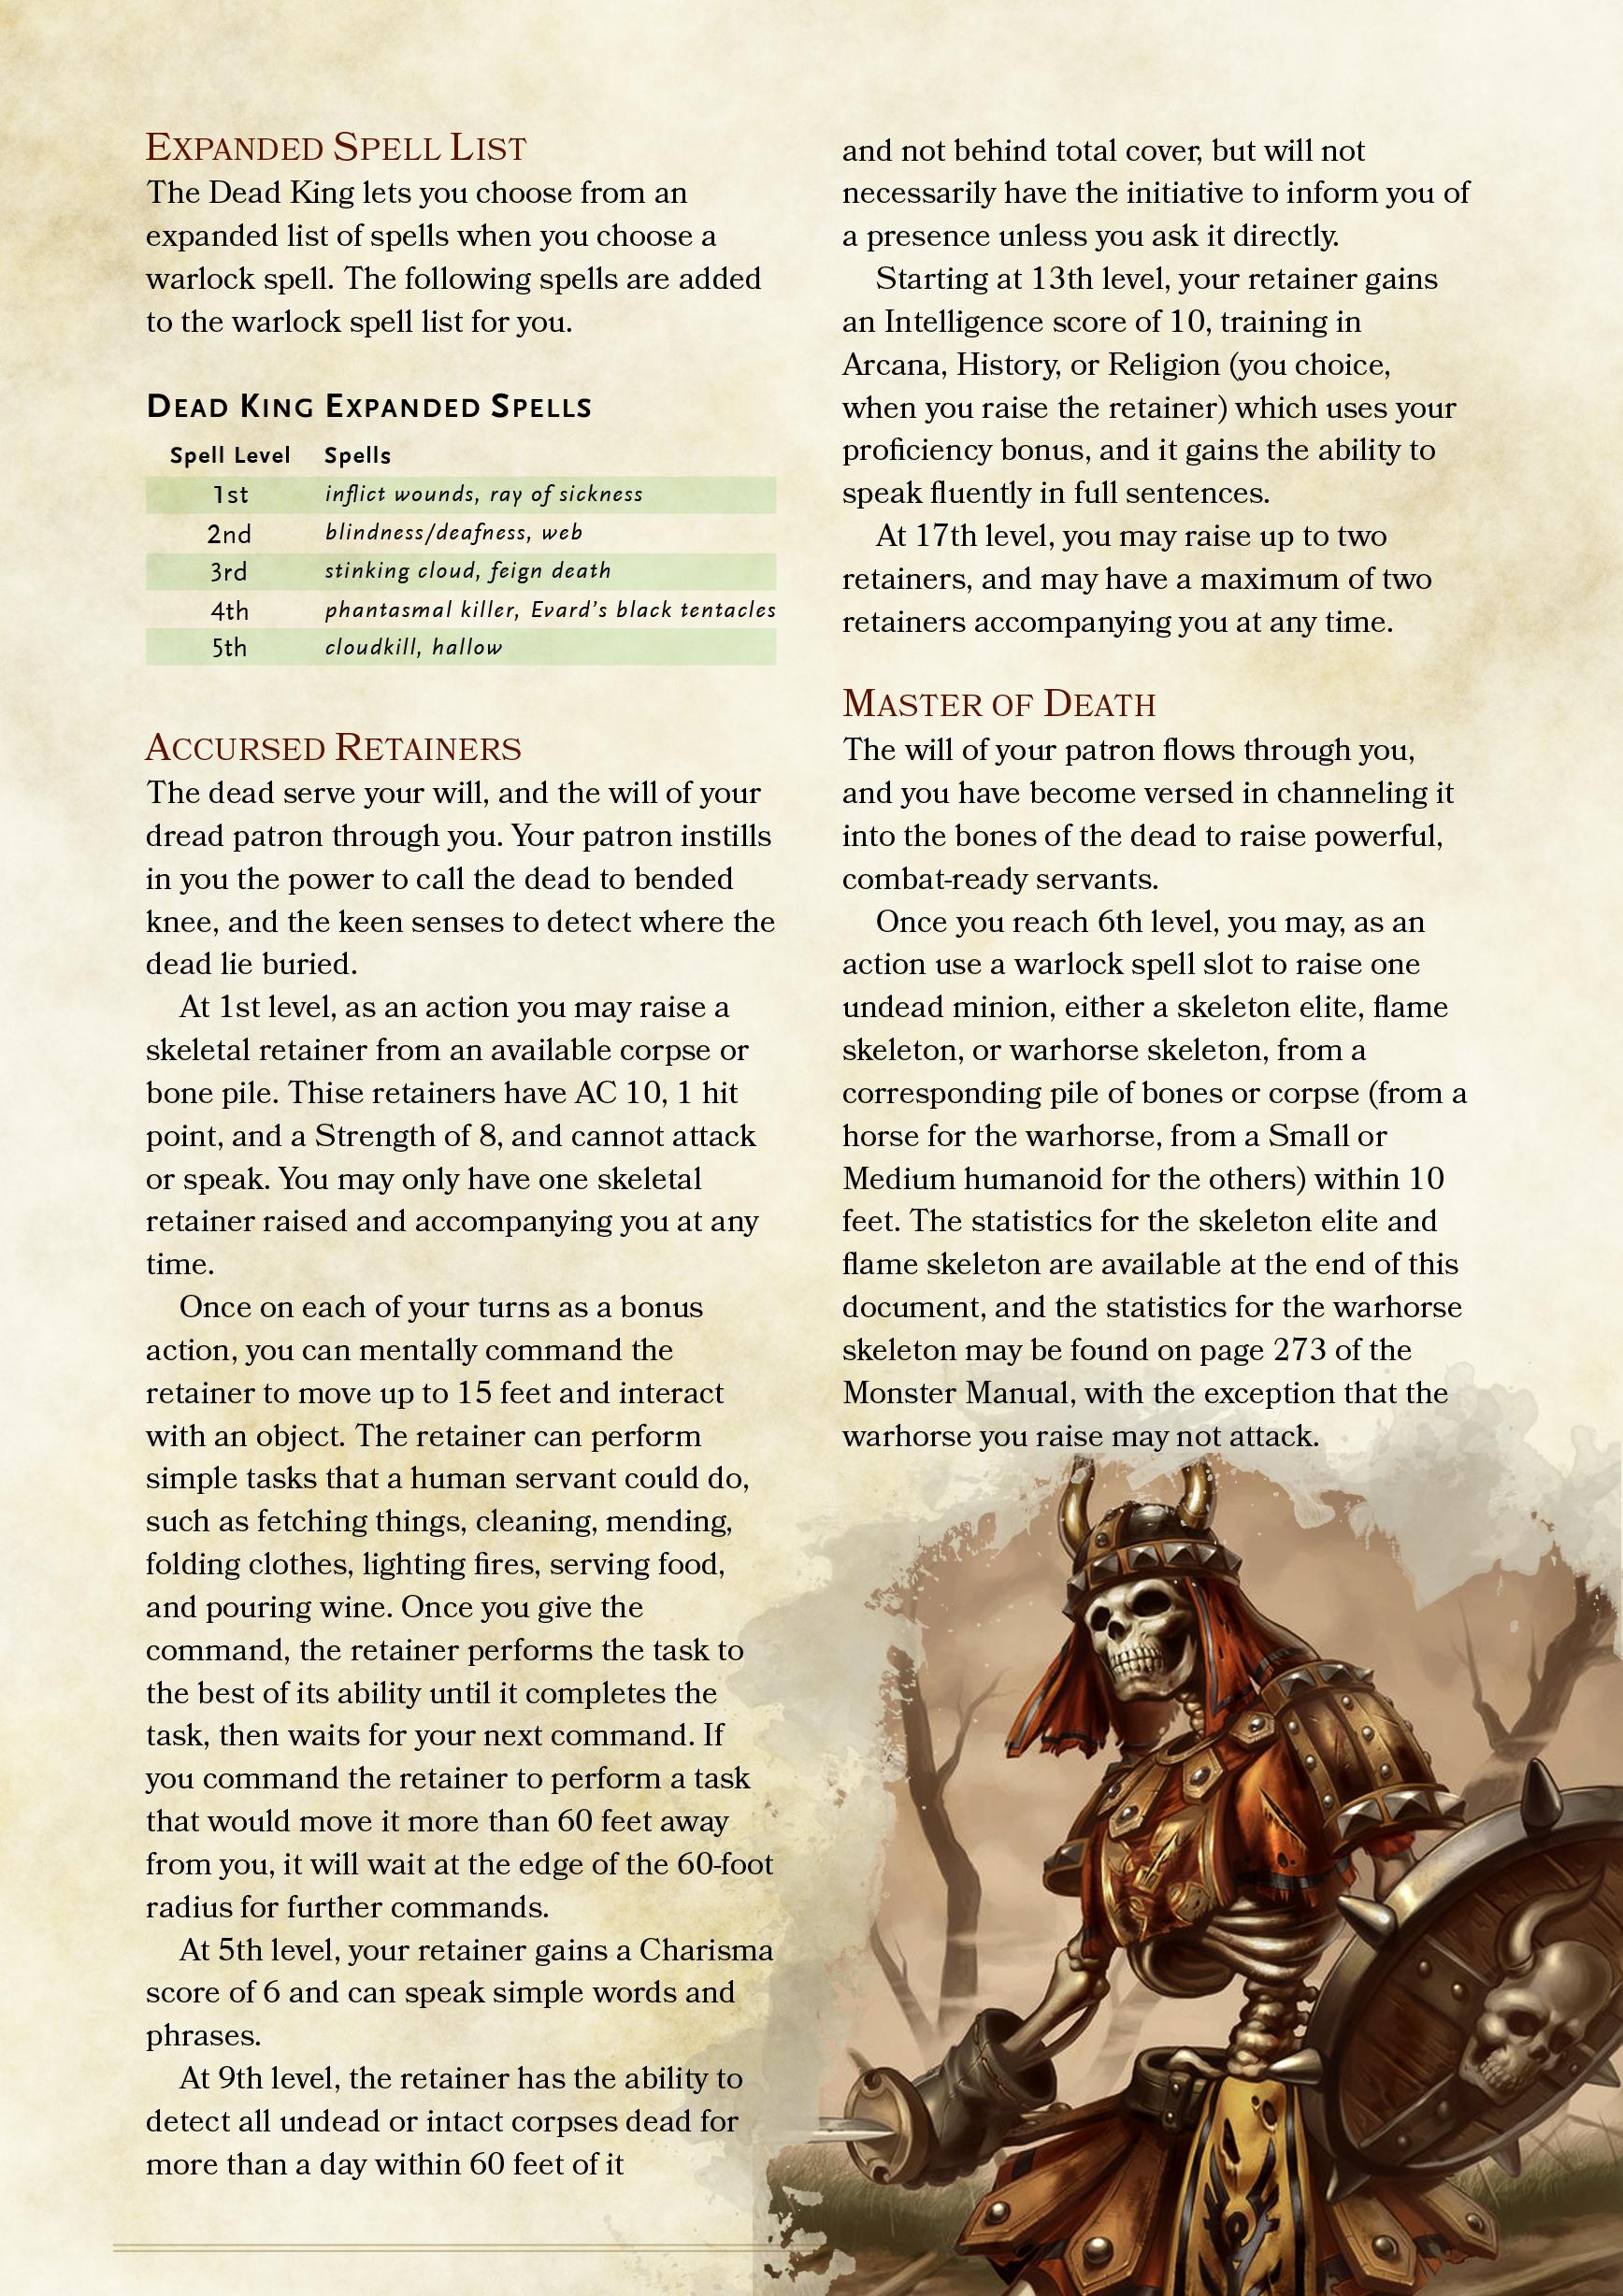 Expanded Spell List
The Dead King lets you choose from an
expanded list of spells when you choose a
warlock spell. The following spells are added
to the warlock spell list for you.
Dead King Expanded Spells
Spell Level Spells
1st inflict wounds, ray of sickness
2nd blindness/deafness, web
3rd stinking cloud, feign death
4th phantasmal killer, Evard's black tentacles
5th cloudkill, hallow
Accursed Retainers
The dead serve your will, and the will of your
dread patron through you. Your patron instills
in you the power to call the dead to bended
knee, and the keen senses to detect where the
dead lie buried.
At 1st level, as an action you may raise a
skeletal retainer from an available corpse or
bone pile. Thise retainers have AC 10, 1 hit
point, and a Strength of 8, and cannot attack
or speak. You may only have one skeletal
retainer raised and accompanying you at any
time.
Once on each of your turns as a bonus
action, you can mentally command the
retainer to move up to 15 feet and interact
with an object. The retainer can perform
simple tasks that a human servant could do,
such as fetching things, cleaning, mending,
folding clothes, lighting fires, serving food,
and pouring wine. Once you give the
command, the retainer performs the task to
the best of its ability until it completes the
task, then waits for your next command. If
you command the retainer to perform a task
that would move it more than 60 feet away
from you, it will wait at the edge of the 60-foot
radius for further commands.
At 5th level, your retainer gains a Charisma
score of 6 and can speak simple words and
phrases.
At 9th level, the retainer has the ability to
detect all undead or intact corpses dead for
more than a day within 60 feet of it
and not behind total cover, but will not
necessarily have the initiative to inform you of
a presence unless you ask it directly.
Starting at 13th level, your retainer gains
an Intelligence score of 10, training in
Arcana, History, or Religion (you choice,
when you raise the retainer) which uses your
proficiency bonus, and it gains the ability to
speak fluently in full sentences.
At 17th level, you may raise up to two
retainers, and may have a maximum of two
retainers accompanying you at any time.
Master of Death
The will of your patron flows through you,
and you have become versed in channeling it
into the bones of the dead to raise powerful,
combat-ready servants.
Once you reach 6th level, you may, as an
action use a warlock spell slot to raise one
undead minion, either a skeleton elite, flame
skeleton, or warhorse skeleton, from a
corresponding pile of bones or corpse (from a
horse for the warhorse, from a Small or
Medium humanoid for the others) within 10
feet. The statistics for the skeleton elite and
flame skeleton are available at the end of this
document, and the statistics for the warhorse
skeleton may be found on page 273 of the
Monster Manual, with the exception that the
warhorse you raise may not attack.